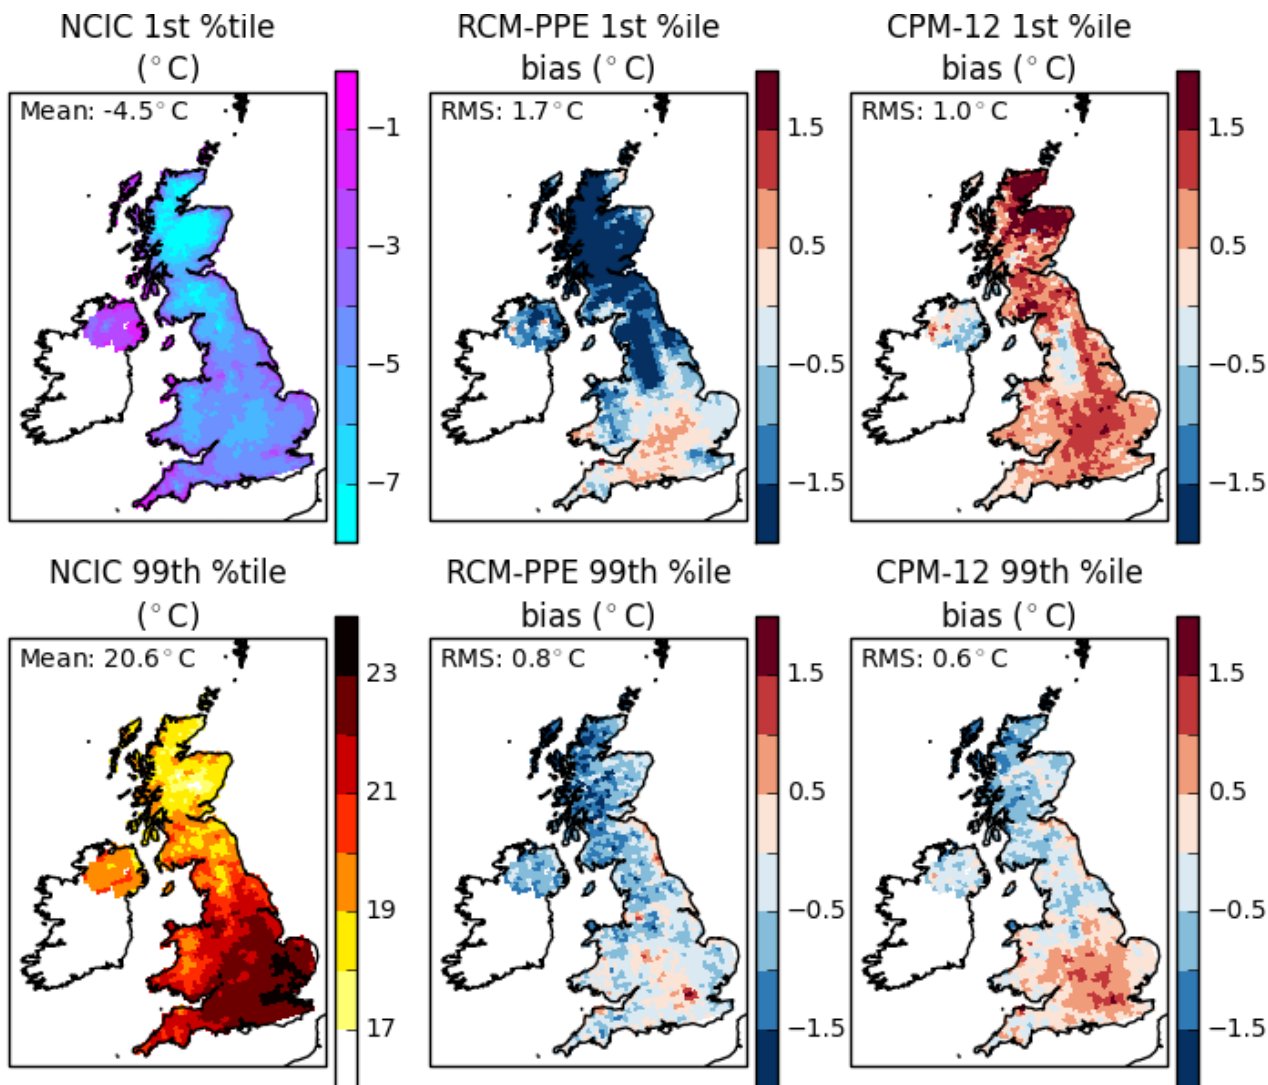 NCIC 1st %tile
(°C)
Mean: -4.5°C
−1
−3
−5
−7
RCM-PPE 1st %ile
bias (°C)
RMS: 1.7°C
1.5
0.5
−0.5
−1.5
CPM-12 1st %ile
bias (°C)
RMS: 1.0°C
1.5
0.5
−0.5
−1.5
NCIC 99th %tile
(°C)
Mean: 20.6°C
23
21
19
17
RCM-PPE 99th %ile
bias (°C)
RMS: 0.8°C
1.5
0.5
−0.5
−1.5
CPM-12 99th %ile
bias (°C)
RMS: 0.6°C
1.5
0.5
−0.5
−1.5